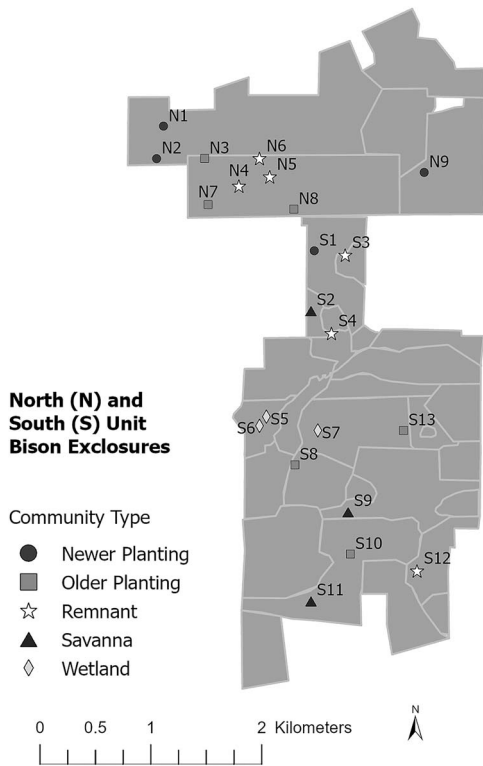 N1
N2
N3
N6
N5
N4
N9
N7
N8
S1
S3
S2
S4
North (N) and
South (S) Unit
Bison Exclosures
S5
S6
S7
S13
S8
S9
S10
S12
S11
Community Type
Newer Planting
Older Planting
Remnant
Savanna
Wetland
0 0.5 1 2 Kilometers
N